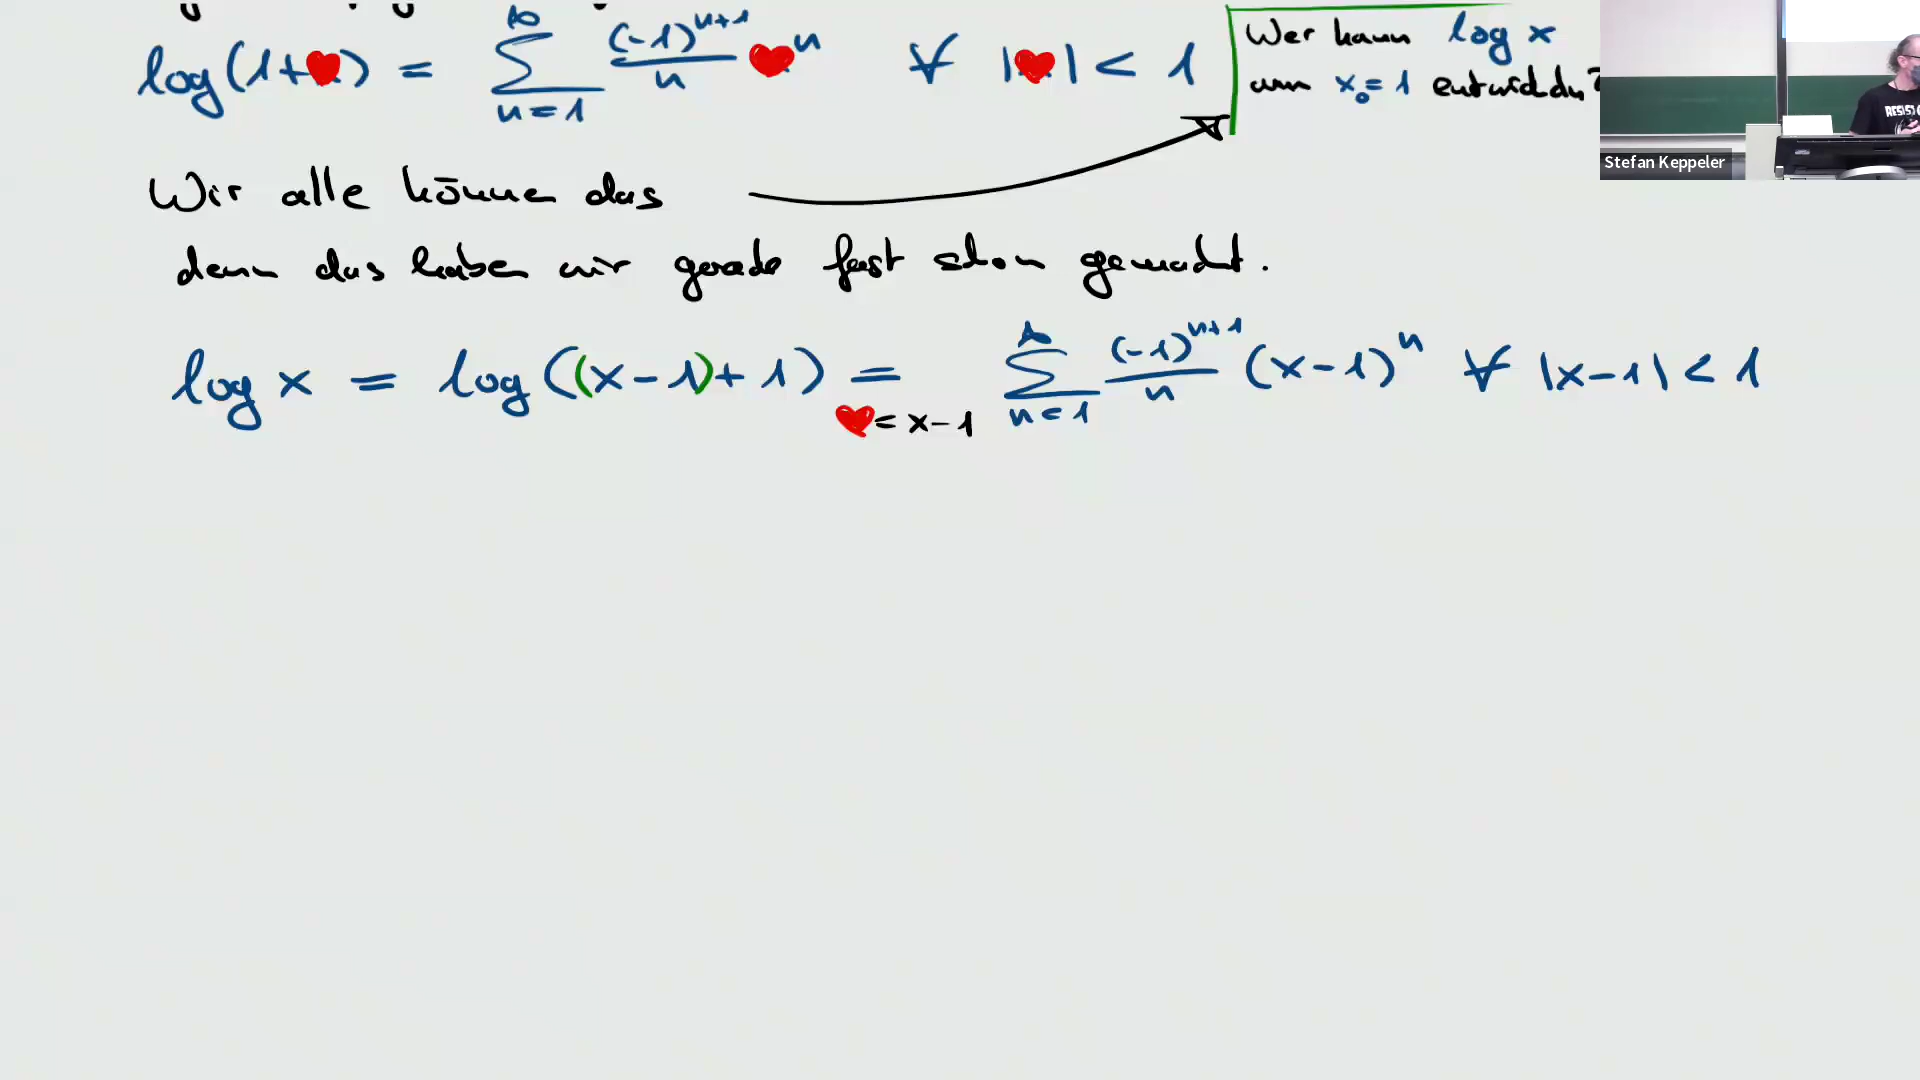 log(1+♥) = ∑_{n=1}^{∞} (-1)^{n+1}/n ♥^n ∀ |♥| < 1
Wer kann log x
um x₀=1 entwickeln?
Wir alle können das
denn das haben wir gerade fast schon gemacht.
log x = log((x-1)+1) = ∑_{n=1}^{∞} (-1)^{n+1}/n (x-1)^n ∀ |x-1| < 1
♥ = x-1
Stefan Keppeler